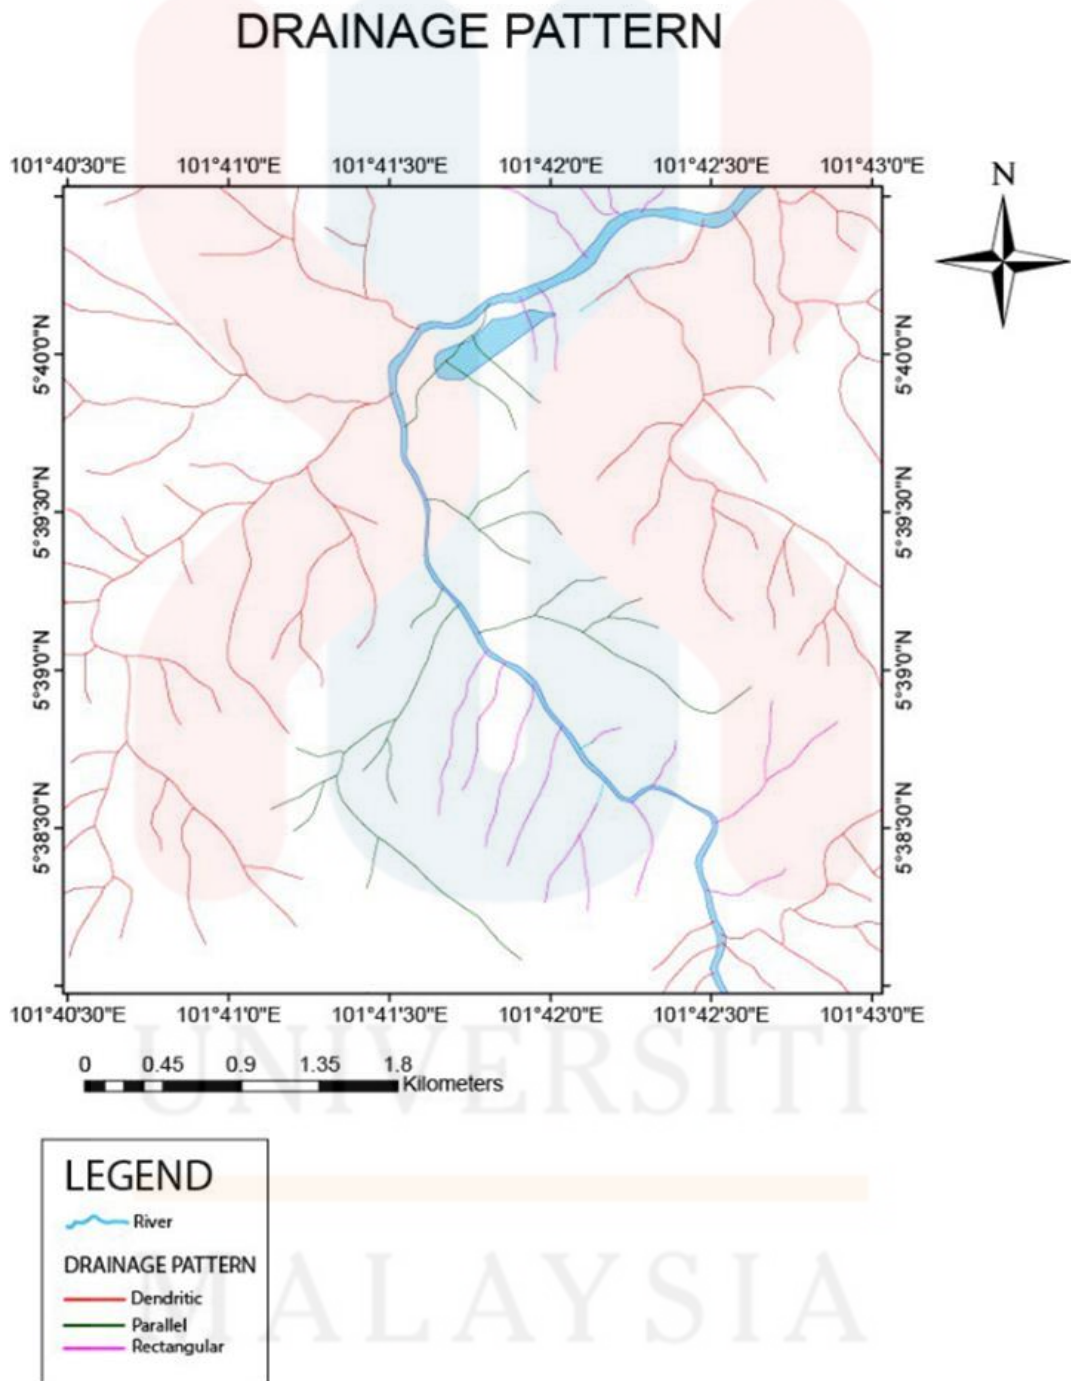 DRAINAGE PATTERN
101°40'30"E 101°41'0"E 101°41'30"E 101°42'0"E 101°42'30"E 101°43'0"E
N
5°40'0"N 5°40'0"N
5°39'30"N 5°39'30"N
5°39'0"N 5°39'0"N
5°38'30"N 5°38'30"N
101°40'30"E 101°41'0"E 101°41'30"E 101°42'0"E 101°42'30"E 101°43'0"E
UNIVERSITI
0 0.45 0.9 1.35 1.8
Kilometers
LEGEND
River
DRAINAGE PATTERN
MALAYSIA
Dendritic
Parallel
Rectangular